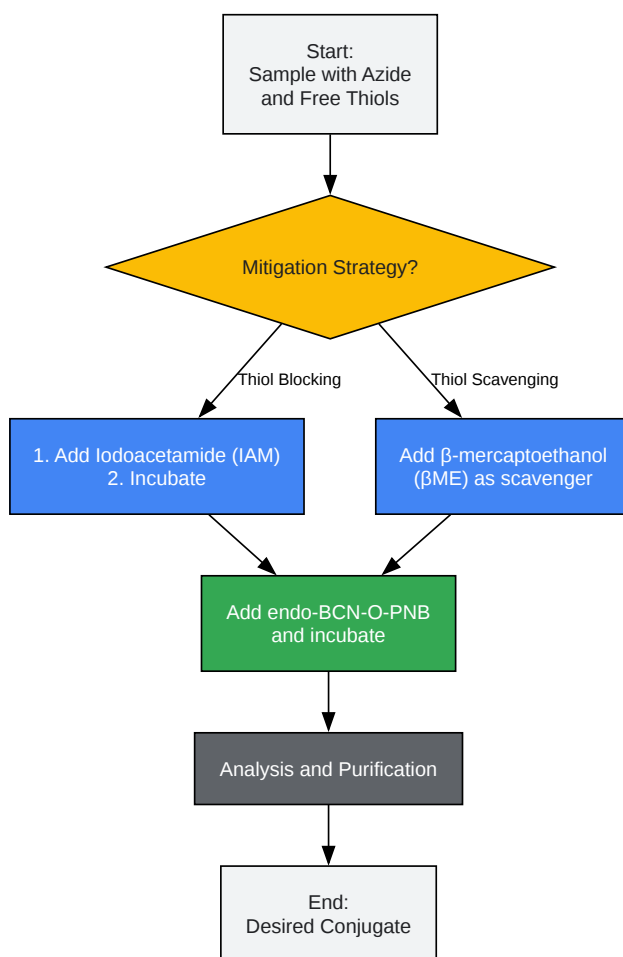 Start:
Sample with Azide
and Free Thiols
Mitigation Strategy?
Thiol Blocking
Thiol Scavenging
1. Add Iodoacetamide (IAM)
2. Incubate
Add β-mercaptoethanol
(βME) as scavenger
Add endo-BCN-O-PNB
and incubate
Analysis and Purification
End:
Desired Conjugate